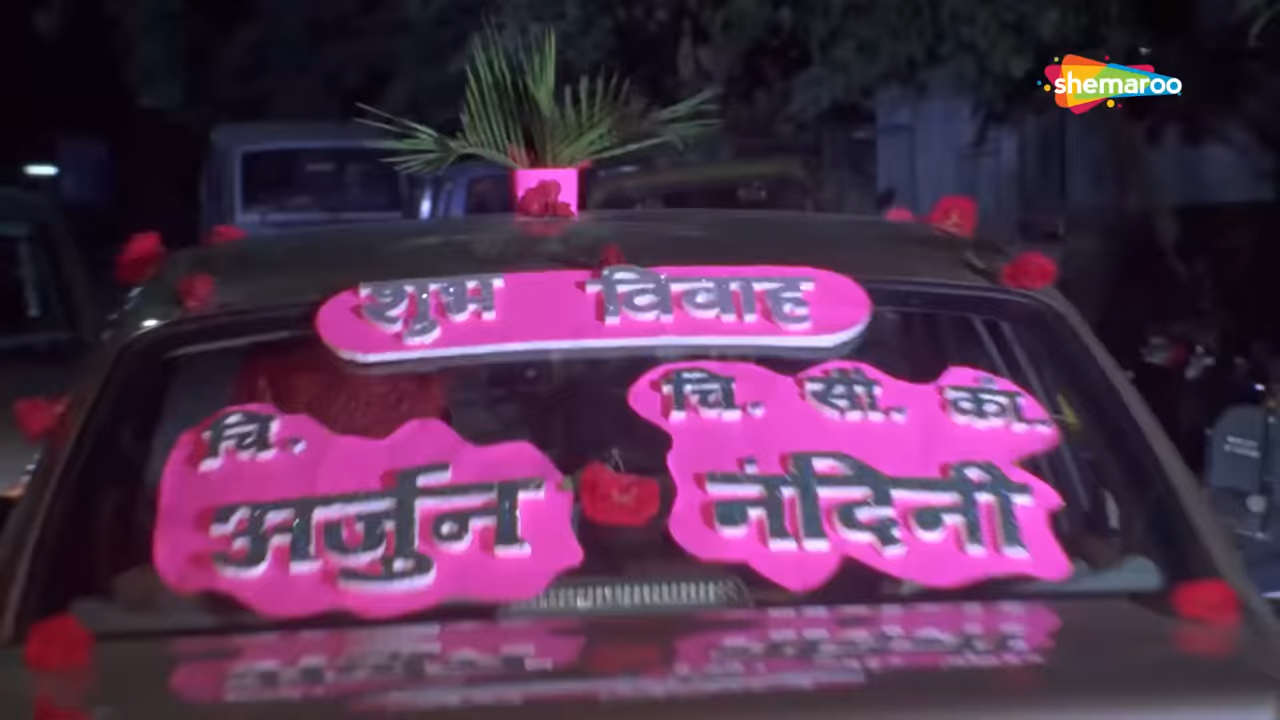 shemaroo
शुभ विवाह
चि.
अर्जुन
चि. सौ. कां.
नंदिनी